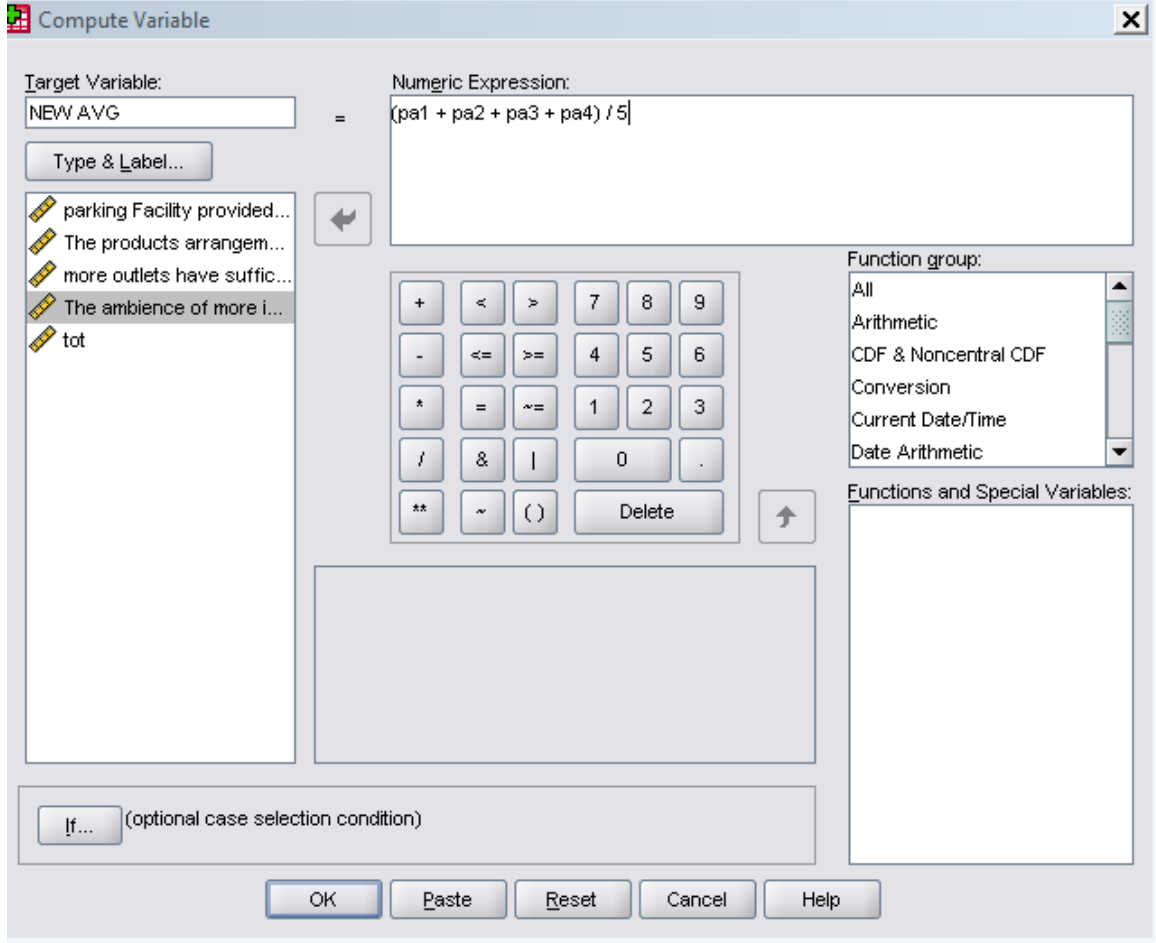 Compute Variable
Target Variable:
NEW AVG
=
Numeric Expression:
(pa1 + pa2 + pa3 + pa4) / 5
Type & Label...
parking Facility provided...
The products arrangem...
more outlets have suffic...
The ambience of more i...
tot
+ < > 7 8 9
- <= >= 4 5 6
* = ~= 1 2 3
/ & | 0 .
** ~ ( ) Delete
Function group:
All
Arithmetic
CDF & Noncentral CDF
Conversion
Current Date/Time
Date Arithmetic
Functions and Special Variables:
If... (optional case selection condition)
OK Paste Reset Cancel Help